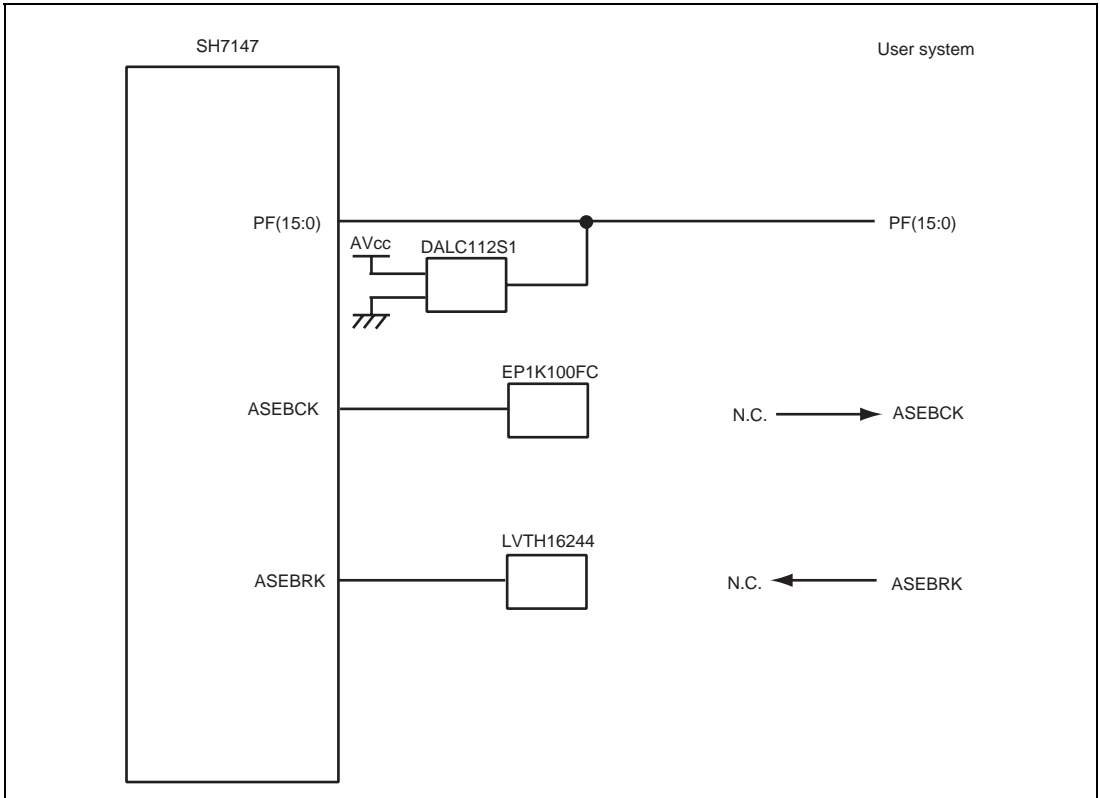 SH7147
User system
PF(15:0)
PF(15:0)
AVcc
DALC112S1
EP1K100FC
ASEBCK
N.C.
ASEBCK
LVTH16244
ASEBRK
N.C.
ASEBRK